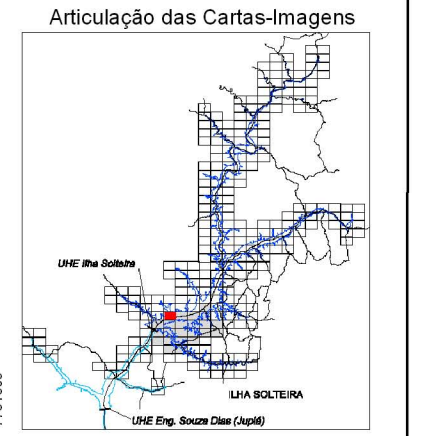 Articulação das Cartas-Imagens
UHE Ilha Solteira
ILHA SOLTEIRA
UHE Eng. Souza Dias (Jupiá)